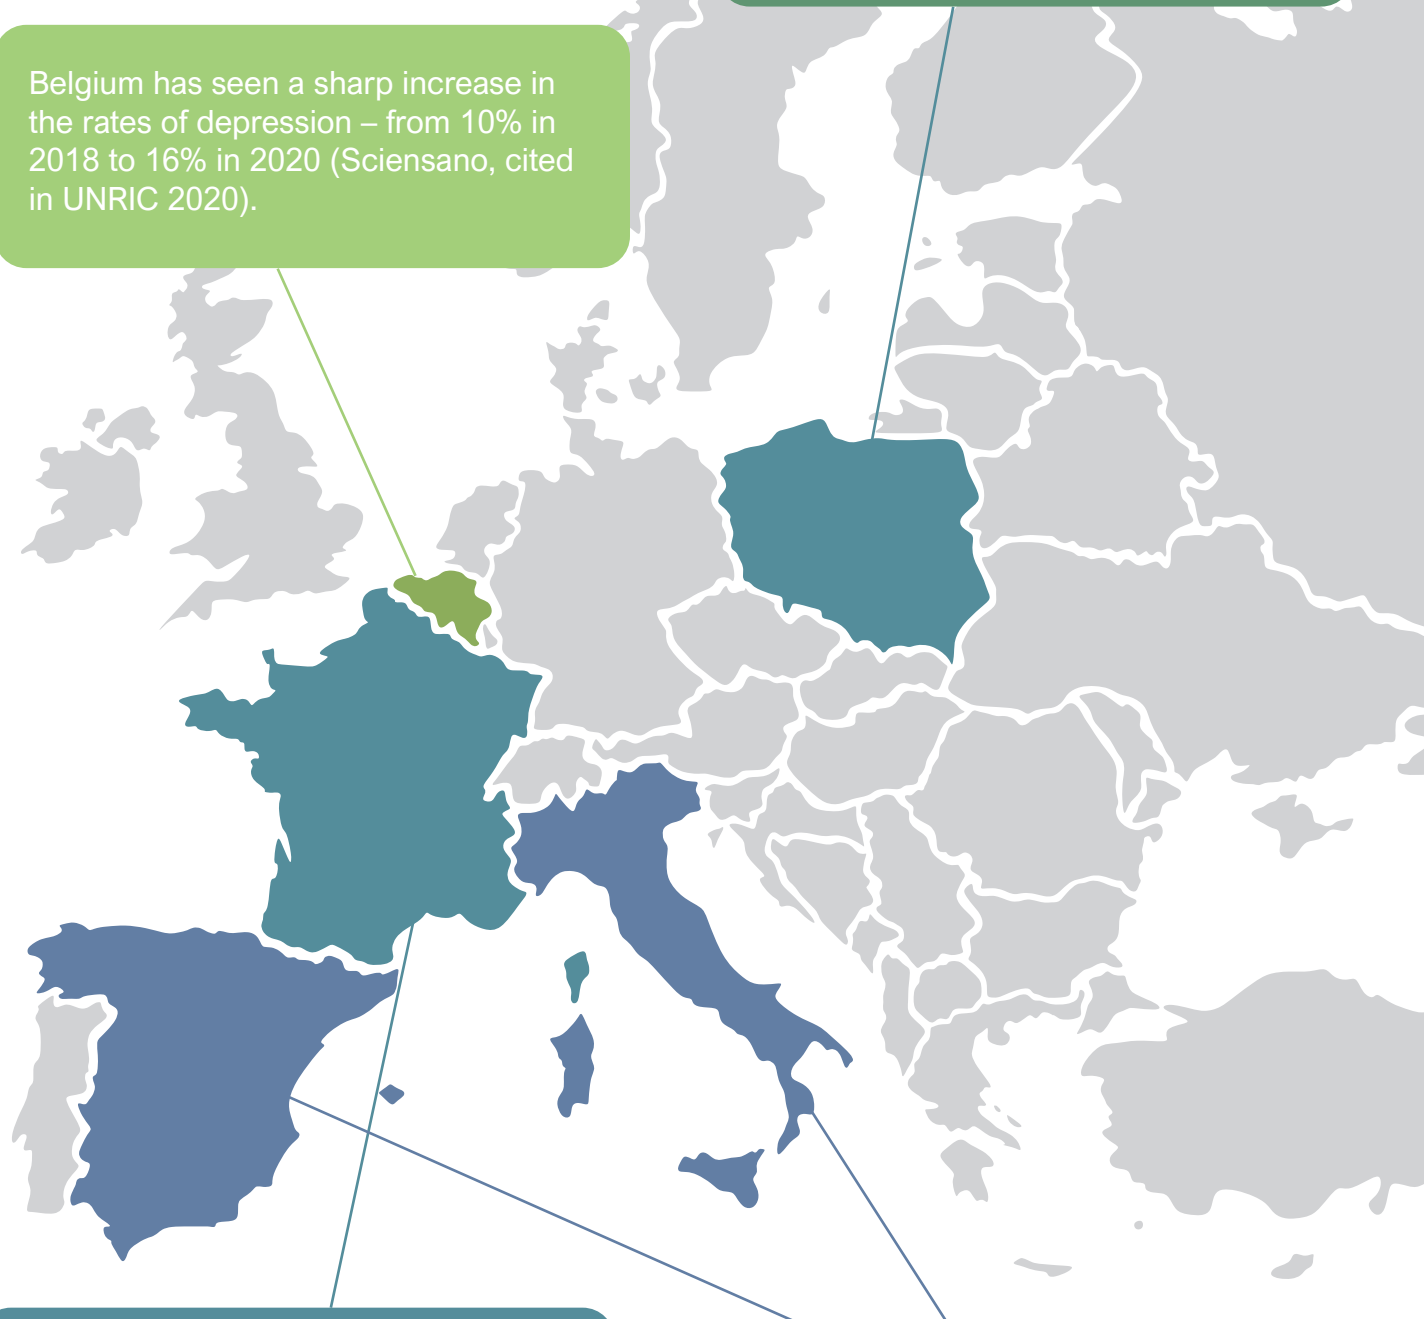 Belgium has seen a sharp increase in
the rates of depression – from 10% in
2018 to 16% in 2020 (Sciensano, cited
in UNRIC 2020).